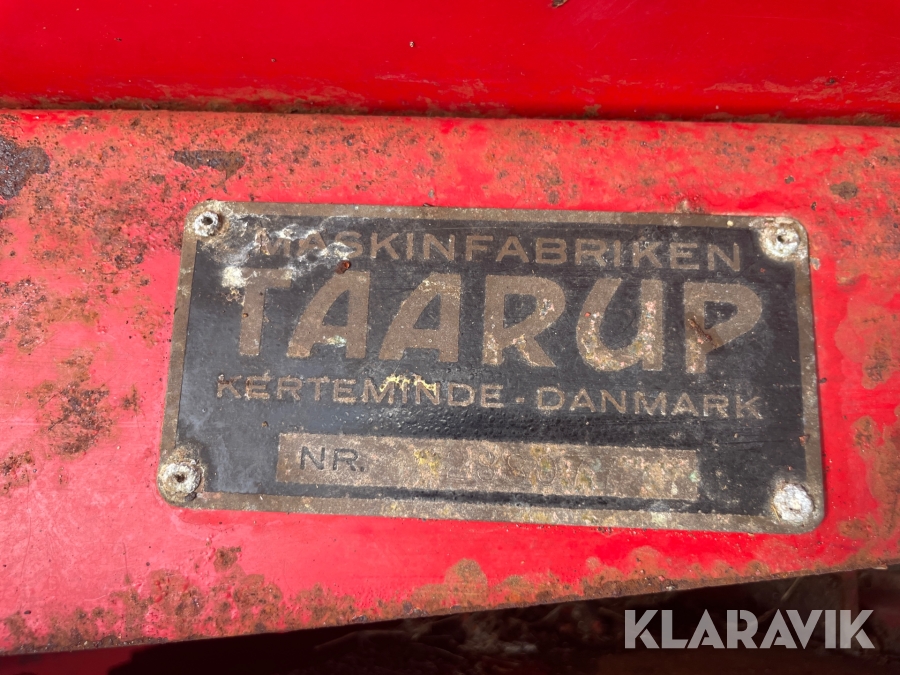 MASKINFABRIKEN
TAARUP
KERTEMINDE - DANMARK
NR.
KLARAVIK